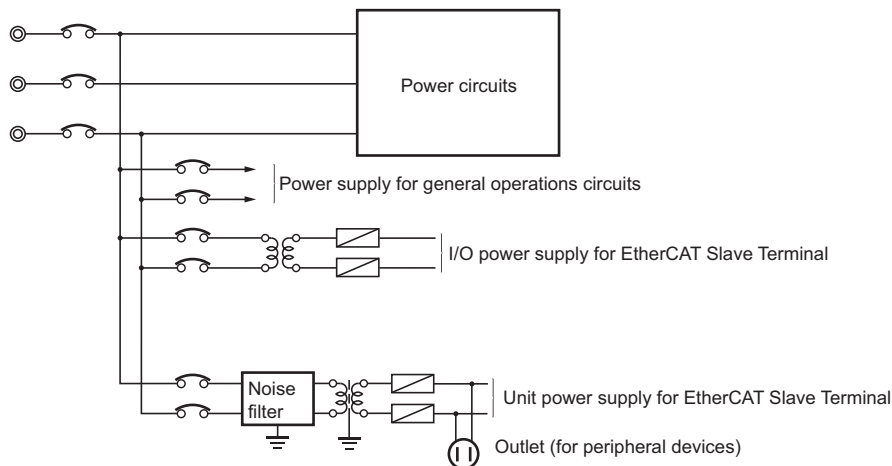 Power circuits
Power supply for general operations circuits
I/O power supply for EtherCAT Slave Terminal
Noise
filter
Unit power supply for EtherCAT Slave Terminal
Outlet (for peripheral devices)